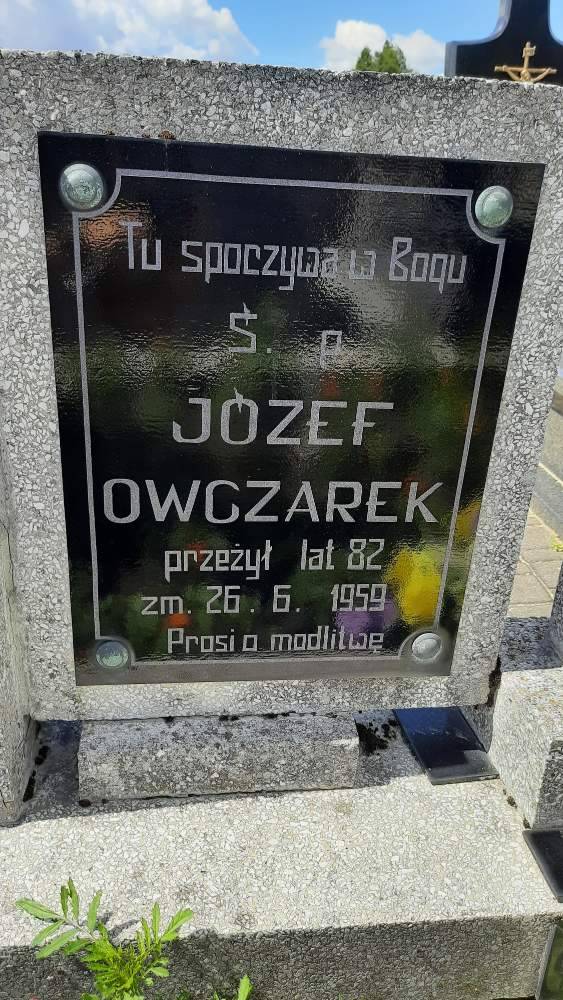 Tu spoczywa w Bogu
Ś. p
JÓZEF
OWCZAREK
przeżył lat 82
zm. 26. 6. 1959
Prosi o modlitwę